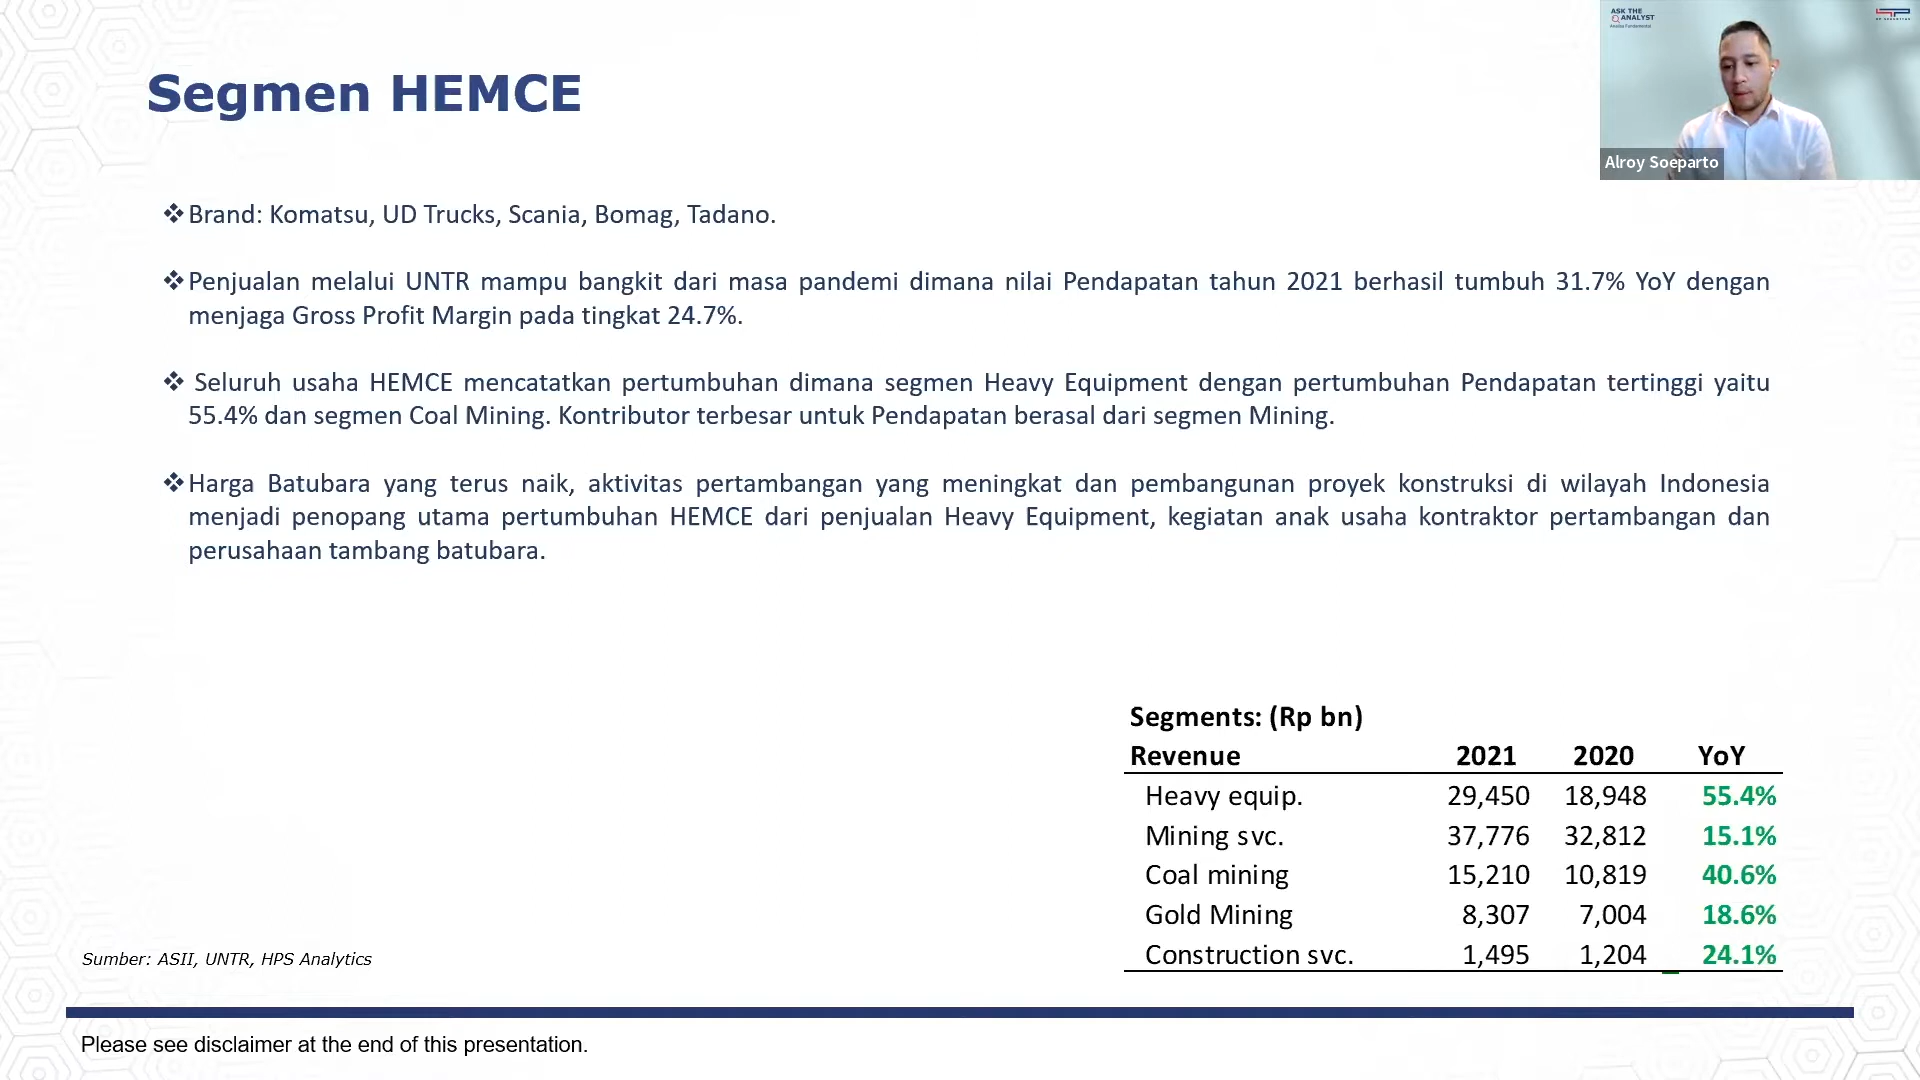 ASK THE
ANALYST
Analisa Fundamental
Segmen HEMCE
Alroy Soeparto
❖Brand: Komatsu, UD Trucks, Scania, Bomag, Tadano.
❖Penjualan melalui UNTR mampu bangkit dari masa pandemi dimana nilai Pendapatan tahun 2021 berhasil tumbuh 31.7% YoY dengan
menjaga Gross Profit Margin pada tingkat 24.7%.
❖ Seluruh usaha HEMCE mencatatkan pertumbuhan dimana segmen Heavy Equipment dengan pertumbuhan Pendapatan tertinggi yaitu
55.4% dan segmen Coal Mining. Kontributor terbesar untuk Pendapatan berasal dari segmen Mining.
❖Harga Batubara yang terus naik, aktivitas pertambangan yang meningkat dan pembangunan proyek konstruksi di wilayah Indonesia
menjadi penopang utama pertumbuhan HEMCE dari penjualan Heavy Equipment, kegiatan anak usaha kontraktor pertambangan dan
perusahaan tambang batubara.
Segments: (Rp bn)
Revenue 2021 2020 YoY
Heavy equip. 29,450 18,948 55.4%
Mining svc. 37,776 32,812 15.1%
Coal mining 15,210 10,819 40.6%
Gold Mining 8,307 7,004 18.6%
Construction svc. 1,495 1,204 24.1%
Sumber: ASII, UNTR, HPS Analytics
Please see disclaimer at the end of this presentation.